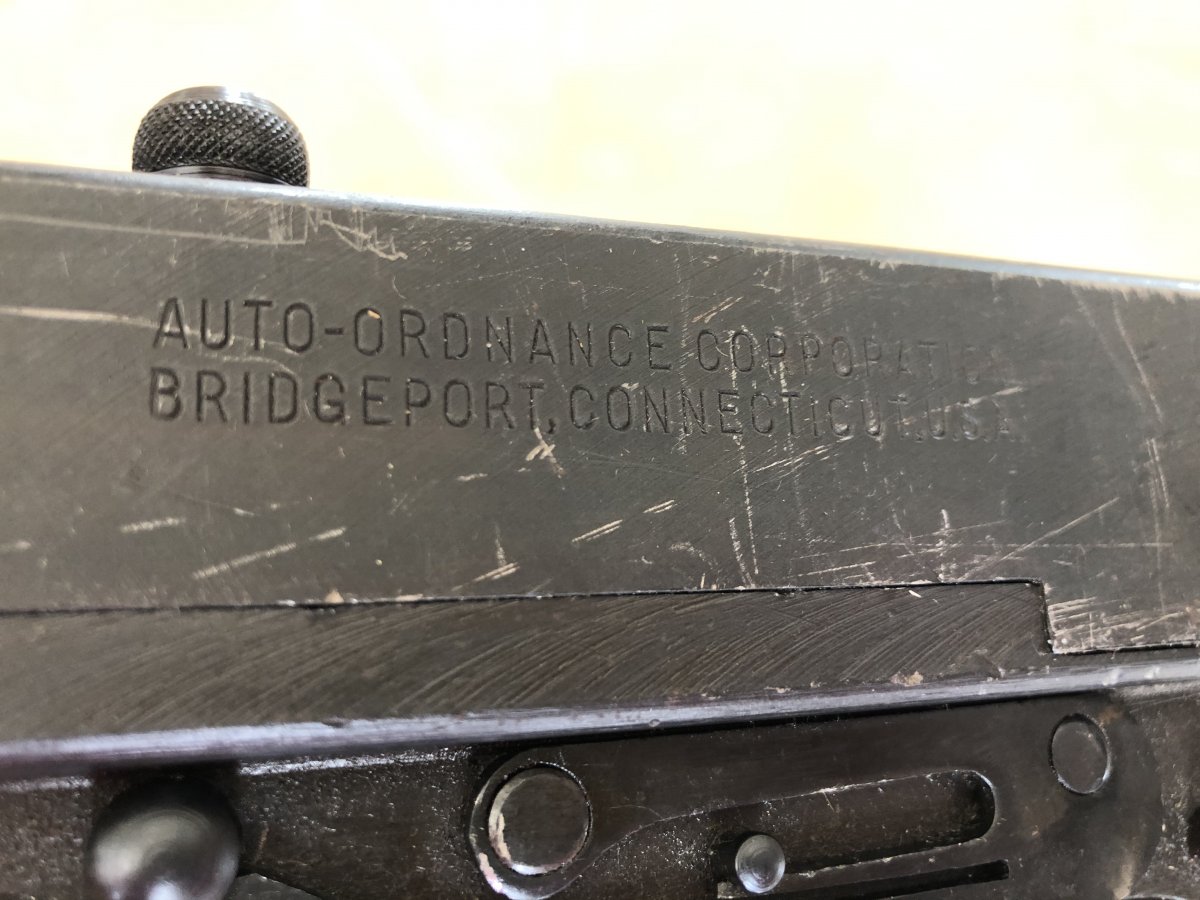 AUTO-ORDNANCE CORPORATION
BRIDGEPORT, CONNECTICUT, U.S.A.